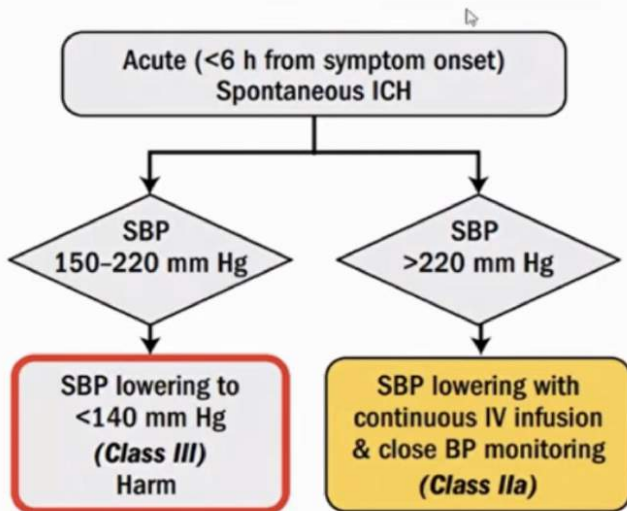 Acute (<6 h from symptom onset)
Spontaneous ICH
SBP
150–220 mm Hg
SBP
>220 mm Hg
SBP lowering to
<140 mm Hg
(Class III)
Harm
SBP lowering with
continuous IV infusion
& close BP monitoring
(Class IIa)